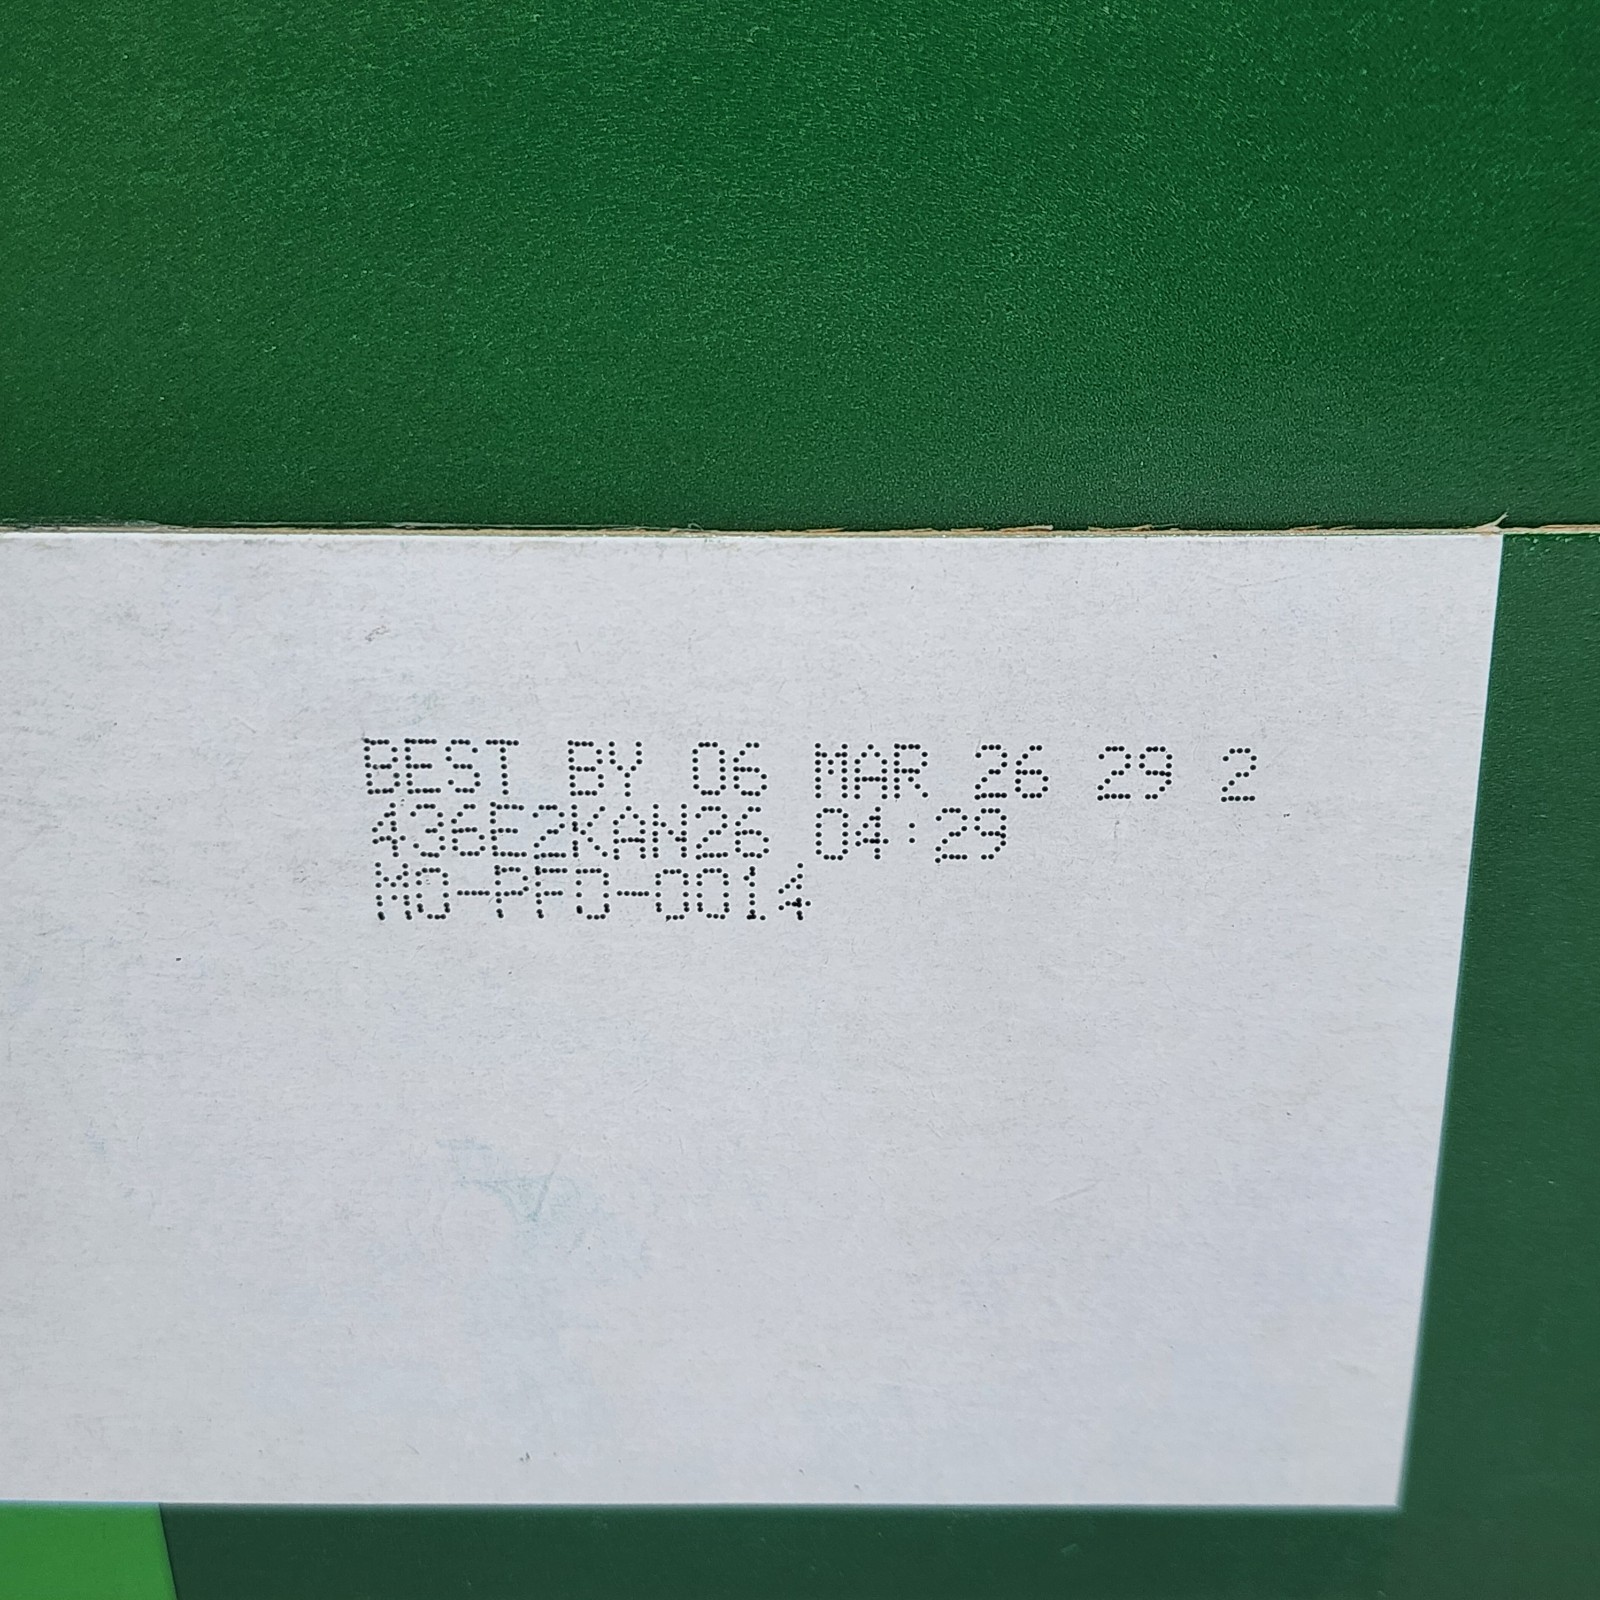 BEST BY 06 MAR 26 29 2
436E2KAN26 04:29
MO-PFO-0014